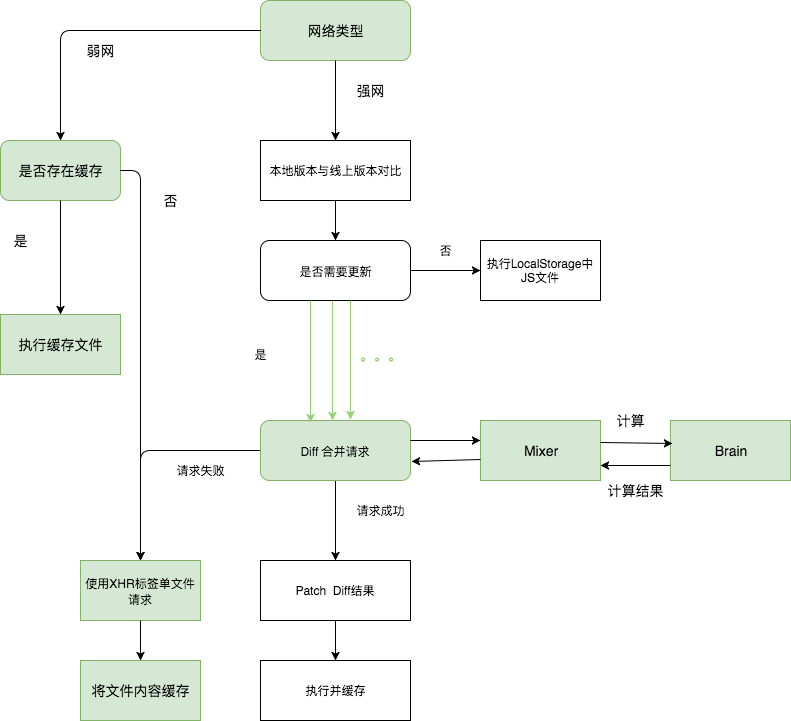 网络类型
弱网
强网
是否存在缓存
本地版本与线上版本对比
否
是
是否需要更新
否
执行LocalStorage中
JS文件
执行缓存文件
是
。。。
Diff 合并请求
Mixer
计算
Brain
计算结果
请求失败
请求成功
使用XHR标签单文件
请求
Patch Diff结果
将文件内容缓存
执行并缓存